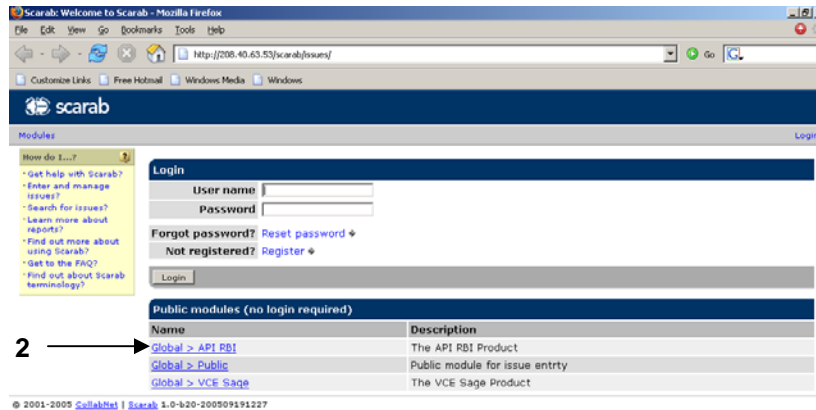 Scarab: Welcome to Scarab - Mozilla Firefox
File Edit View Go Bookmarks Tools Help
http://208.40.63.53/scarab/issues/
Go
Customize Links Free Hotmail Windows Media Windows
scarab
Modules
Login
How do I...?
Get help with Scarab?
Enter and manage
issues?
Search for issues?
Learn more about
reports?
Find out more about
using Scarab?
Get to the FAQ?
Find out about Scarab
terminology?
Login
User name
Password
Forgot password? Reset password
Not registered? Register
Login
Public modules (no login required)
Name Description
2
Global > API RBI The API RBI Product
Global > Public Public module for issue entrty
Global > VCE Sage The VCE Sage Product
© 2001-2005 CollabNet | Scarab 1.0-b20-200509191227